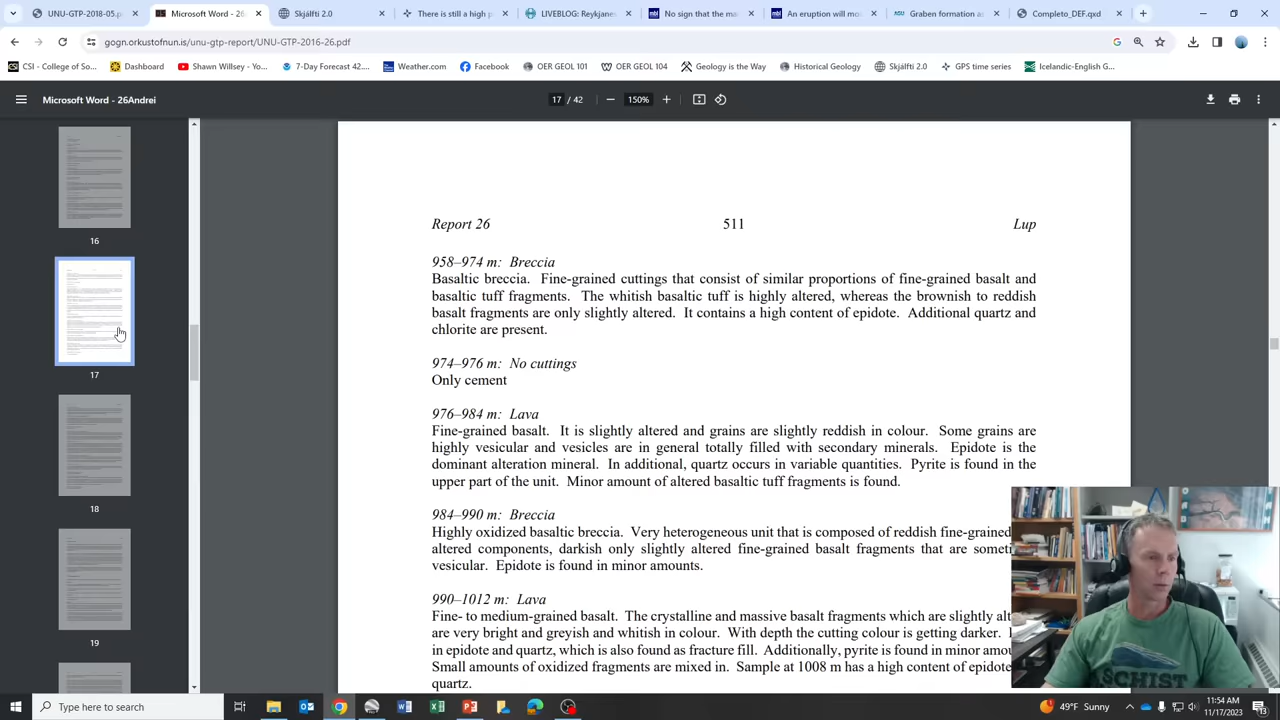 UNU-GTP-2018-05.p
Microsoft Word - 26
Skjálfti 2.0
There is still a high p
LIVEBLOG: Reykjanes
No sign that the mag
An eruption will mos
Graben formation as
Completo_DEF.qxd
gogn.orkustofnun.is/unu-gtp-report/UNU-GTP-2016-26.pdf
CSI - College of So...
Dashboard
Shawn Willsey - Yo...
7-Day Forecast 42....
Weather.com
Facebook
OER GEOL 101
OER GEOL 104
Geology is the Way
Historical Geology
Skjálfti 2.0
GPS time series
Icelandic-English G...
Microsoft Word - 26Andrei
17 / 42
150%
16
17
18
19
Report 26 511 Lup
958–974 m: Breccia
Basaltic breccia. Fine-grained cuttings that consist of similar proportions of fine-grained basalt and
basaltic tuff fragments. The whitish basaltic tuff is highly altered, whereas the brownish to reddish
basalt fragments are only slightly altered. It contains a high content of epidote. Additional quartz and
chlorite are present.
974–976 m: No cuttings
Only cement
976–984 m: Lava
Fine-grained basalt. It is slightly altered and grains are slightly reddish in colour. Some grains are
highly vesicular and vesicles are in general totally filled with secondary minerals. Epidote is the
dominant alteration mineral. In additional, quartz occurs in variable quantities. Pyrite is found in the
upper part of the unit. Minor amount of altered basaltic tuff fragments is found.
984–990 m: Breccia
Highly oxidized basaltic breccia. Very heterogeneous unit that is composed of reddish fine-grained
altered components, darkish only slightly altered fine-grained basalt fragments that are someti
vesicular. Epidote is found in minor amounts.
990–1012 m: Lava
Fine- to medium-grained basalt. The crystalline and massive basalt fragments which are slightly alt
are very bright and greyish and whitish in colour. With depth the cutting colour is getting darker.
in epidote and quartz, which is also found as fracture fill. Additionally, pyrite is found in minor amou
Small amounts of oxidized fragments are mixed in. Sample at 1008 m has a high content of epidote
quartz.
Type here to search
49°F Sunny
11:54 AM
11/17/2023